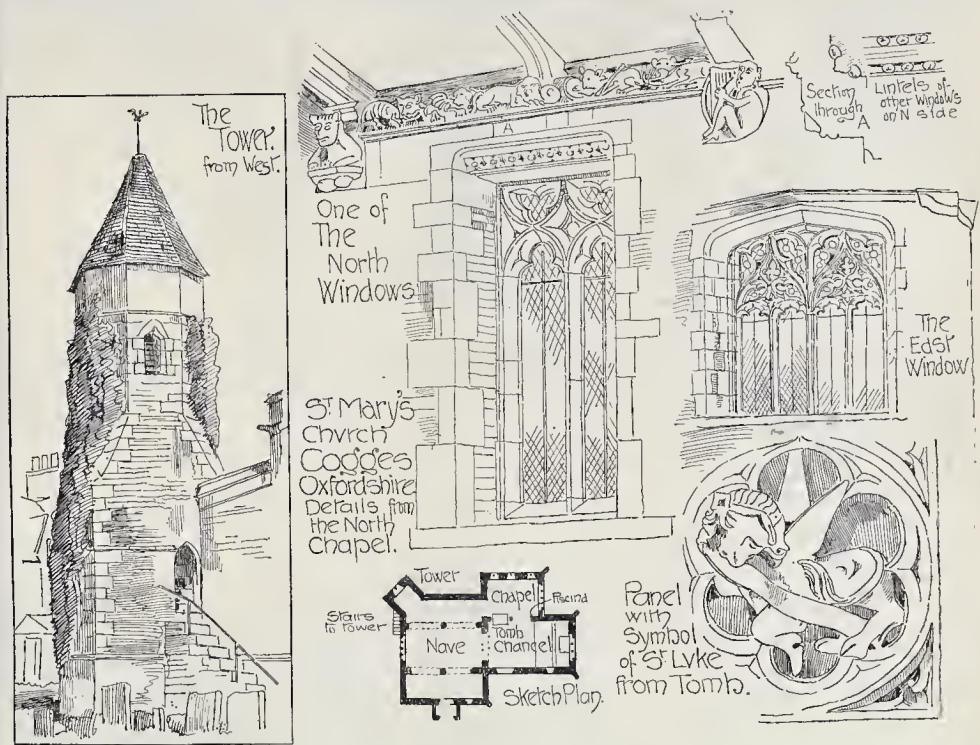 The
TOWER.
from West.
One of
The
North
Windows
A
Section
through
A
Lintels of
other Windows
on N side
The
East
Window
St Mary's
Chvrch
Cogges
Oxfordshire
Details from
the North
Chapel.
Tower
Stairs
to Tower
Chapel
Piscina
Nave
Tomb
Chancel
Sketch Plan.
Panel
with
Symbol
of St Lvke
from Tomb.